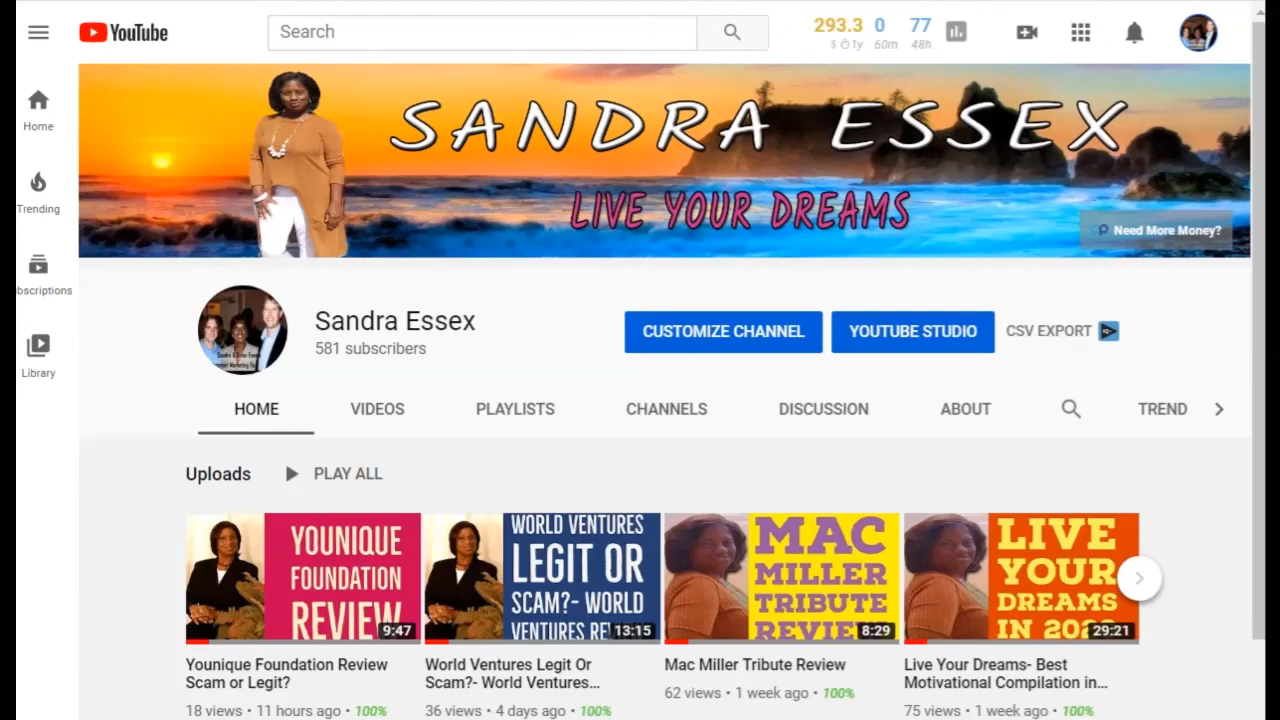 YouTube
Search
293.3 0 77
$ 1y 60m 48h
Home
Trending
bscriptions
Library
SANDRA ESSEX
LIVE YOUR DREAMS
Need More Money?
Sandra Essex
581 subscribers
CUSTOMIZE CHANNEL
YOUTUBE STUDIO
CSV EXPORT
HOME VIDEOS PLAYLISTS CHANNELS DISCUSSION ABOUT TREND
Uploads PLAY ALL
YOUNIQUE
FOUNDATION
REVIEW
9:47
WORLD VENTURES
LEGIT OR
SCAM?- WORLD
VENTURES RE
13:15
MAC
MILLER
TRIBUTE
REVIE
8:29
LIVE
YOUR
DREAMS
IN 202
29:21
Younique Foundation Review
Scam or Legit?
18 views • 11 hours ago • 100%
World Ventures Legit Or
Scam?- World Ventures...
36 views • 4 days ago • 100%
Mac Miller Tribute Review
62 views • 1 week ago • 100%
Live Your Dreams- Best
Motivational Compilation in...
75 views • 1 week ago • 100%